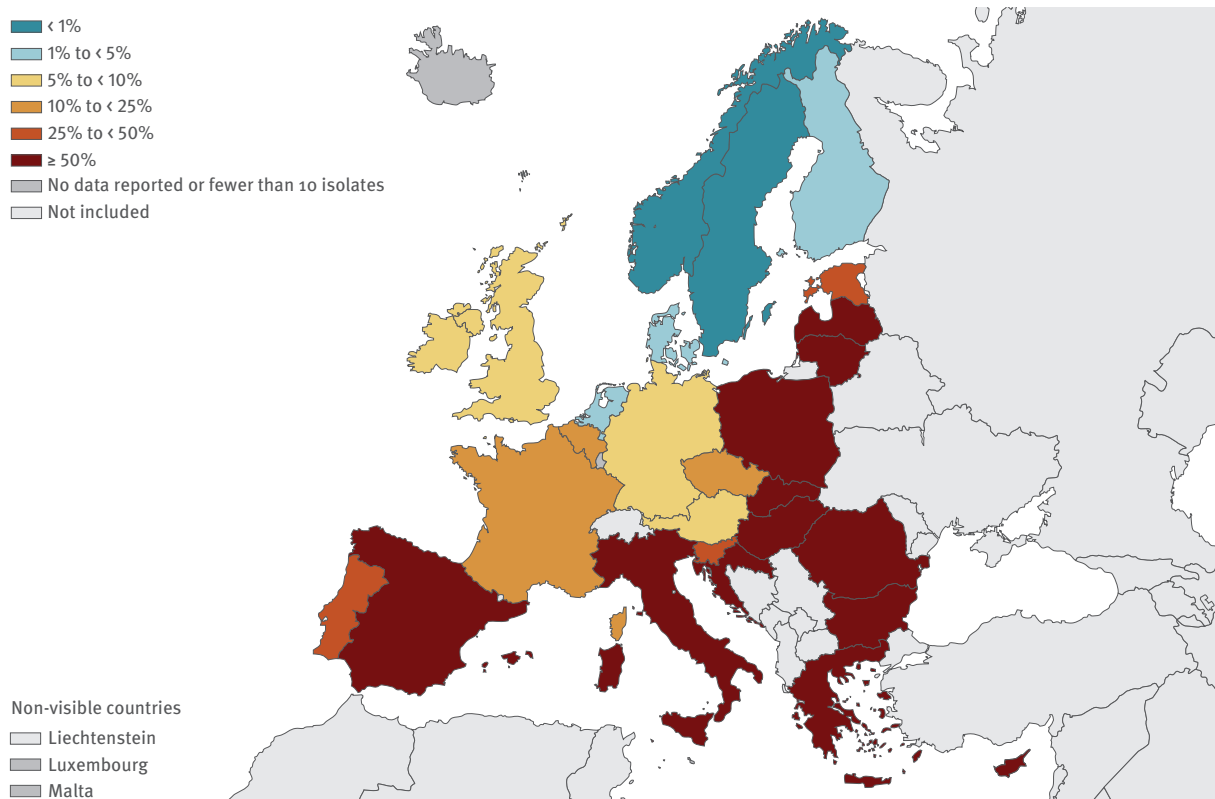 < 1%
1% to < 5%
5% to < 10%
10% to < 25%
25% to < 50%
≥ 50%
No data reported or fewer than 10 isolates
Not included
Non-visible countries
Liechtenstein
Luxembourg
Malta